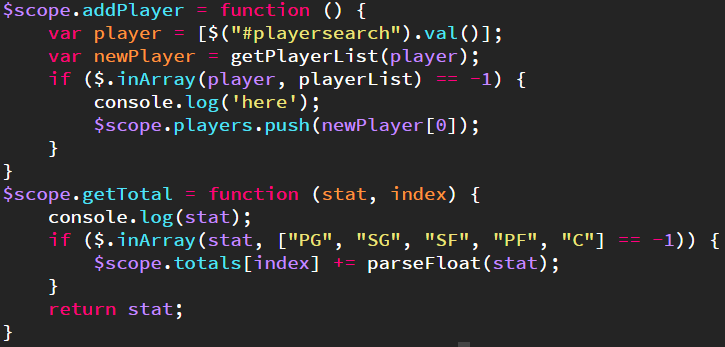 $scope.addPlayer = function () {
    var player = [$("#playersearch").val()];
    var newPlayer = getPlayerList(player);
    if ($.inArray(player, playerList) == -1) {
        console.log('here');
        $scope.players.push(newPlayer[0]);
    }
}
$scope.getTotal = function (stat, index) {
    console.log(stat);
    if ($.inArray(stat, ["PG", "SG", "SF", "PF", "C"] == -1)) {
        $scope.totals[index] += parseFloat(stat);
    }
    return stat;
}